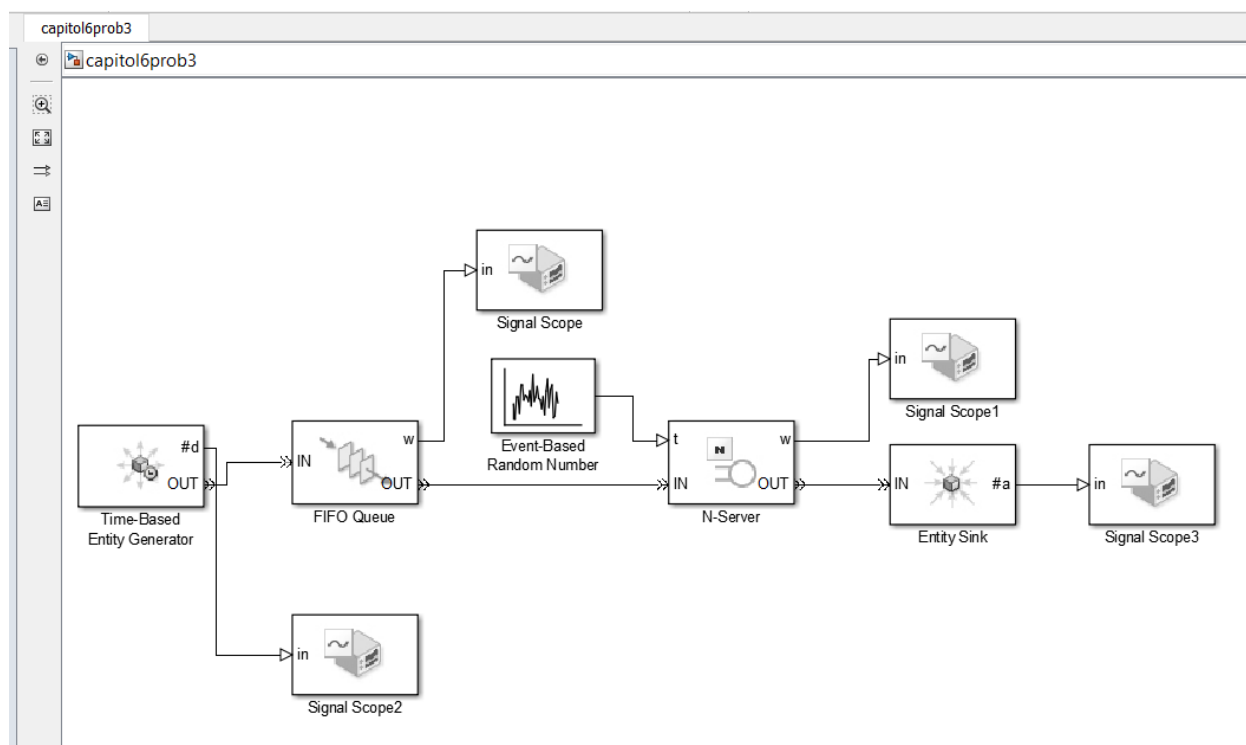 capitol6prob3
capitol6prob3
in
Signal Scope
in
Signal Scope1
Event-Based
Random Number
#d
OUT
Time-Based
Entity Generator
IN
w
OUT
FIFO Queue
t
IN
N
w
OUT
N-Server
IN
#a
Entity Sink
in
Signal Scope3
in
Signal Scope2